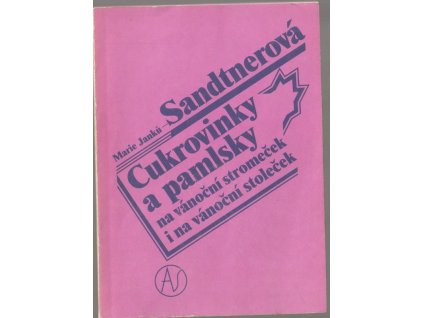 Marie Janků – Sandtnerová
Cukrovinky
a pamlsky
na vánoční stromeček
i na vánoční stoleček
AS